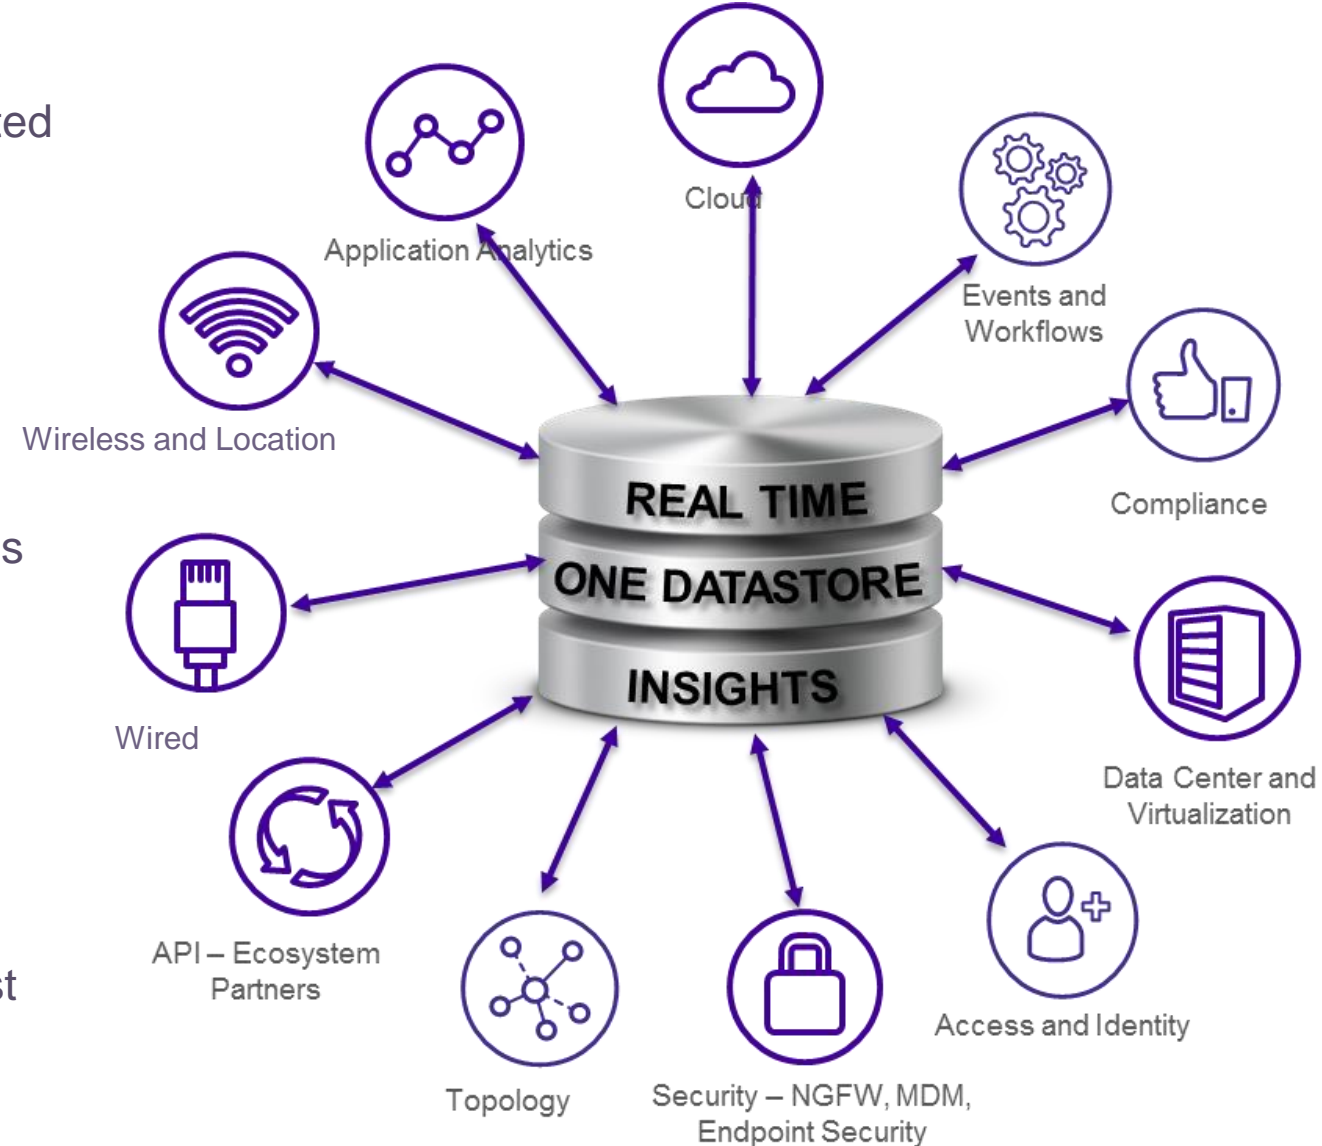 Cloud
Application Analytics
Events and
Workflows
Wireless and Location
Compliance
REAL TIME
ONE DATASTORE
INSIGHTS
Wired
Data Center and
Virtualization
API – Ecosystem
Partners
Access and Identity
Topology
Security – NGFW, MDM,
Endpoint Security